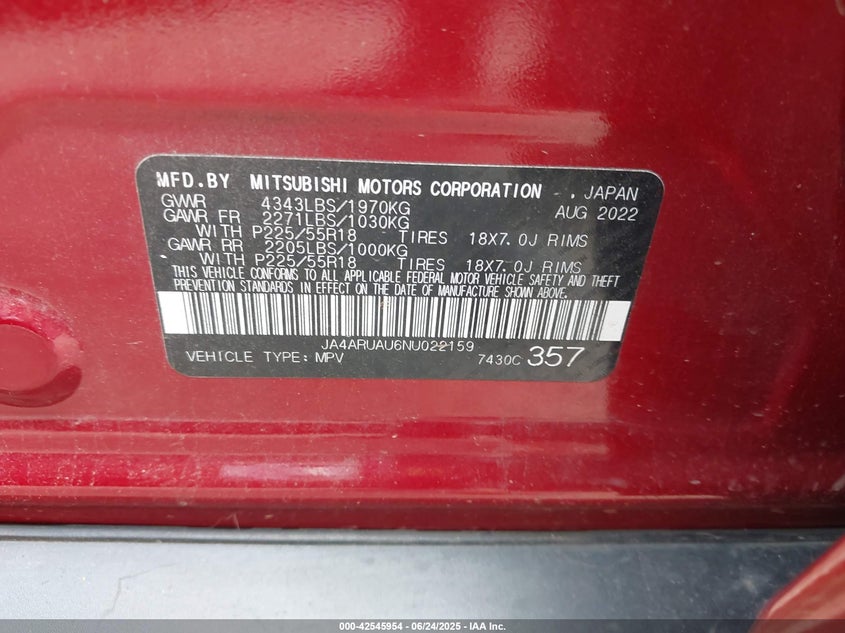 MFD.BY MITSUBISHI MOTORS CORPORATION , JAPAN
GVWR 4343LBS/1970KG AUG 2022
GAWR FR 2271LBS/1030KG
WITH P225/55R18 TIRES 18X7.0J RIMS
GAWR RR 2205LBS/1000KG
WITH P225/55R18 TIRES 18X7.0J RIMS
THIS VEHICLE CONFORMS TO ALL APPLICABLE FEDERAL MOTOR VEHICLE SAFETY AND THEFT
PREVENTION STANDARDS IN EFFECT ON THE DATE OF MANUFACTURE SHOWN ABOVE.
JA4ARUAU6NU022159
VEHICLE TYPE: MPV 7430C 357
000-42545954 - 06/24/2025 - IAA Inc.